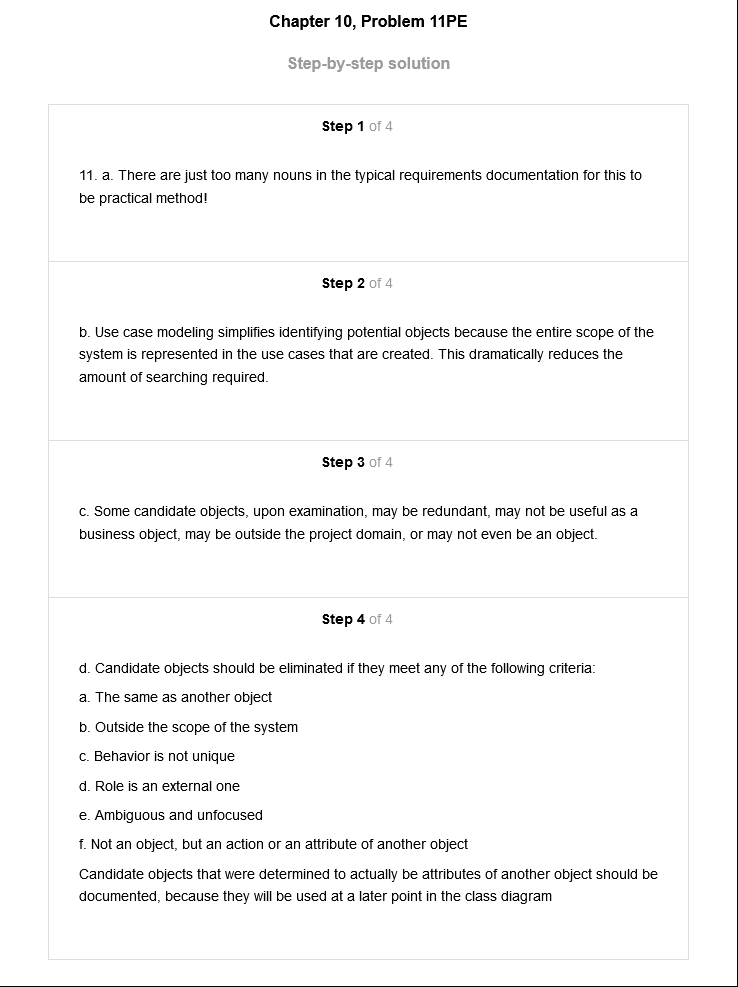 Chapter 10, Problem 11PE
Step-by-step solution
Step 1 of 4
11. a. There are just too many nouns in the typical requirements documentation for this to
be practical method!
Step 2 of 4
b. Use case modeling simplifies identifying potential objects because the entire scope of the
system is represented in the use cases that are created. This dramatically reduces the
amount of searching required.
Step 3 of 4
c. Some candidate objects, upon examination, may be redundant, may not be useful as a
business object, may be outside the project domain, or may not even be an object.
Step 4 of 4
d. Candidate objects should be eliminated if they meet any of the following criteria:
a. The same as another object
b. Outside the scope of the system
c. Behavior is not unique
d. Role is an external one
e. Ambiguous and unfocused
f. Not an object, but an action or an attribute of another object
Candidate objects that were determined to actually be attributes of another object should be
documented, because they will be used at a later point in the class diagram